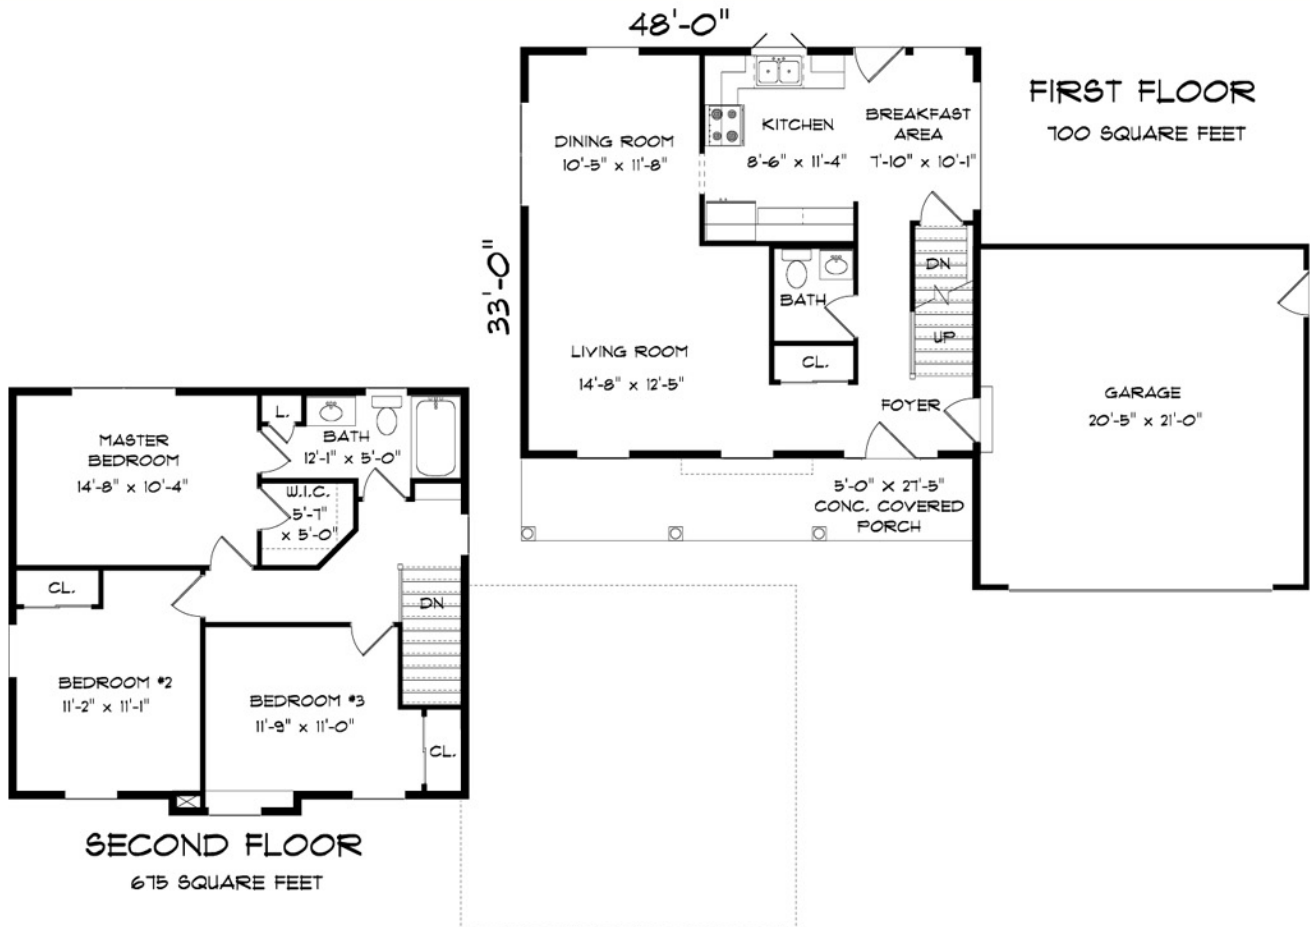 48'-0"
FIRST FLOOR
700 SQUARE FEET
DINING ROOM
10'-5" x 11'-8"
KITCHEN
8'-6" x 11'-4"
BREAKFAST
AREA
7'-10" x 10'-1"
33'-0"
DN
BATH
UP
LIVING ROOM
14'-8" x 12'-5"
CL.
FOYER
GARAGE
20'-5" x 21'-0"
5'-0" x 27'-5"
CONC. COVERED
PORCH
MASTER
BEDROOM
14'-8" x 10'-4"
L.
BATH
12'-1" x 5'-0"
W.I.C.
5'-7"
x 5'-0"
CL.
DN
BEDROOM #2
11'-2" x 11'-1"
BEDROOM #3
11'-9" x 11'-0"
CL.
SECOND FLOOR
675 SQUARE FEET